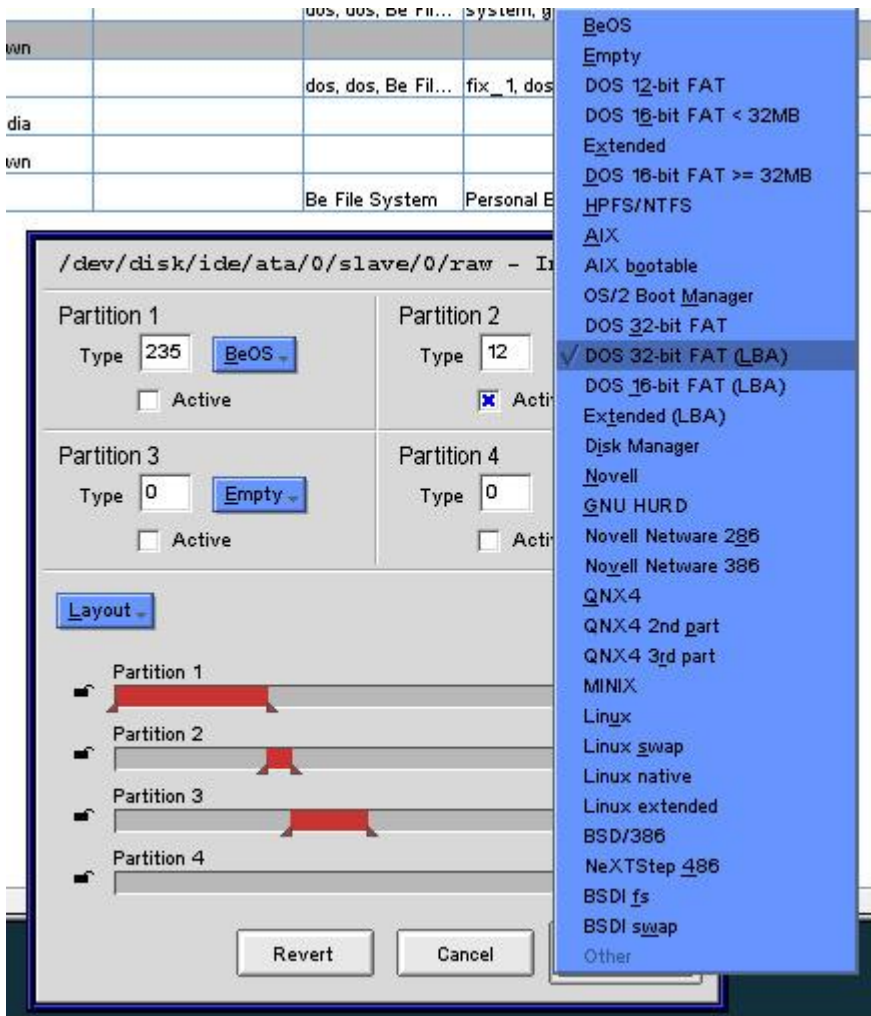 dos, dos, Be Fil... system, g
wn
dos, dos, Be Fil... fix_1, dos
dia
wn
Be File System Personal E
/dev/disk/ide/ata/0/slave/0/raw - In
Partition 1 Partition 2
Type 235 BeOS Type 12
Active Acti
Partition 3 Partition 4
Type 0 Empty Type 0
Active Acti
Layout
Partition 1
Partition 2
Partition 3
Partition 4
Revert Cancel
BeOS
Empty
DOS 12-bit FAT
DOS 16-bit FAT < 32MB
Extended
DOS 16-bit FAT >= 32MB
HPFS/NTFS
AIX
AIX bootable
OS/2 Boot Manager
DOS 32-bit FAT
DOS 32-bit FAT (LBA)
DOS 16-bit FAT (LBA)
Extended (LBA)
Disk Manager
Novell
GNU HURD
Novell Netware 286
Novell Netware 386
QNX4
QNX4 2nd part
QNX4 3rd part
MINIX
Linux
Linux swap
Linux native
Linux extended
BSD/386
NeXTStep 486
BSDI fs
BSDI swap
Other